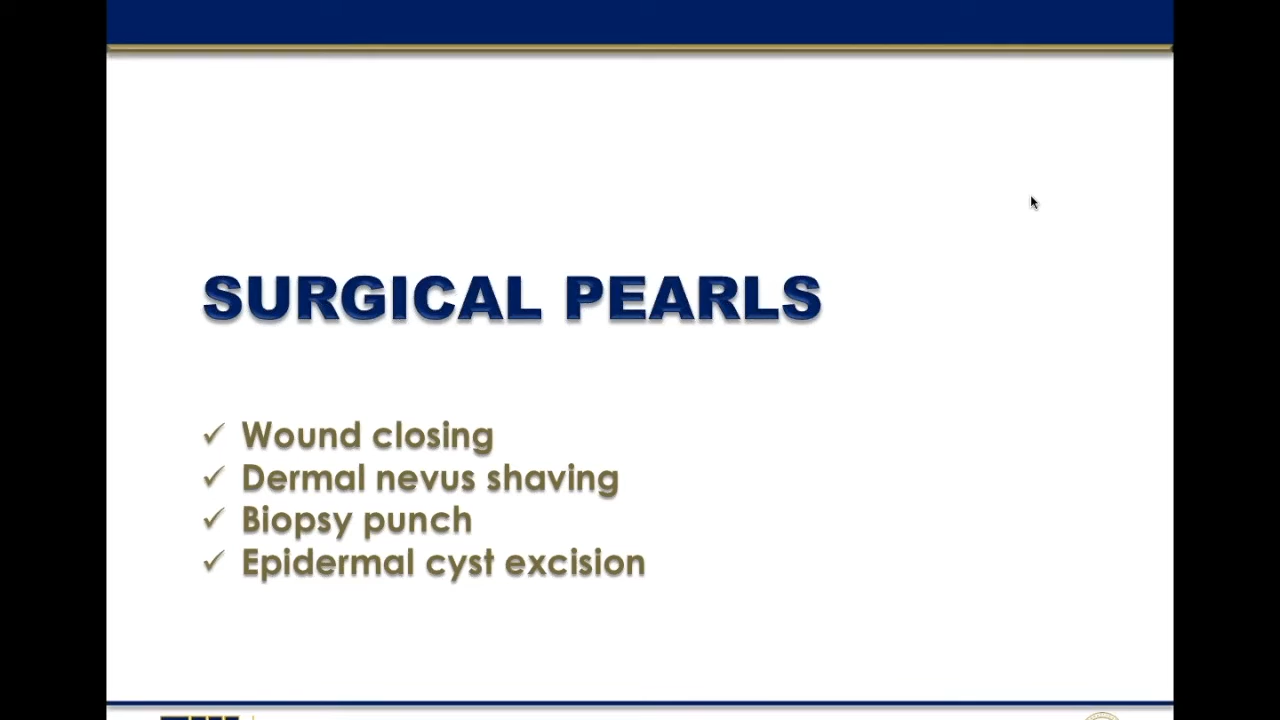 SURGICAL PEARLS
✓ Wound closing
✓ Dermal nevus shaving
✓ Biopsy punch
✓ Epidermal cyst excision